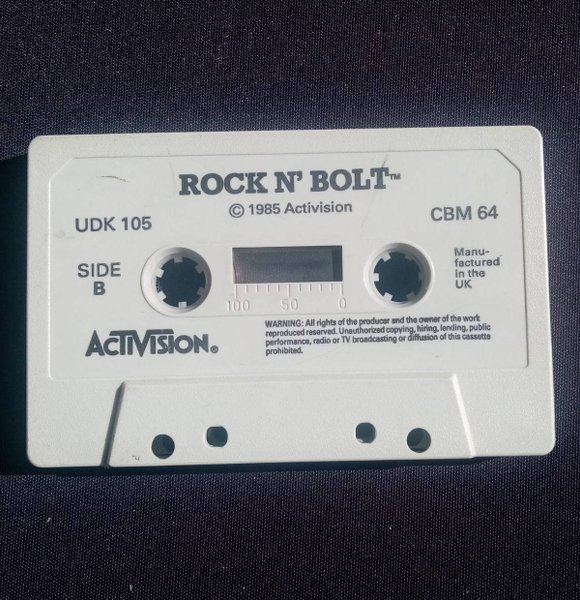 ROCK N' BOLT™
© 1985 Activision
UDK 105
CBM 64
SIDE
B
Manu-
factured
in the
UK
100 50 0
ACTIVISION®
WARNING: All rights of the producer and the owner of the work
reproduced reserved. Unauthorized copying, hiring, lending, public
performance, radio or TV broadcasting or diffusion of this cassette
prohibited.